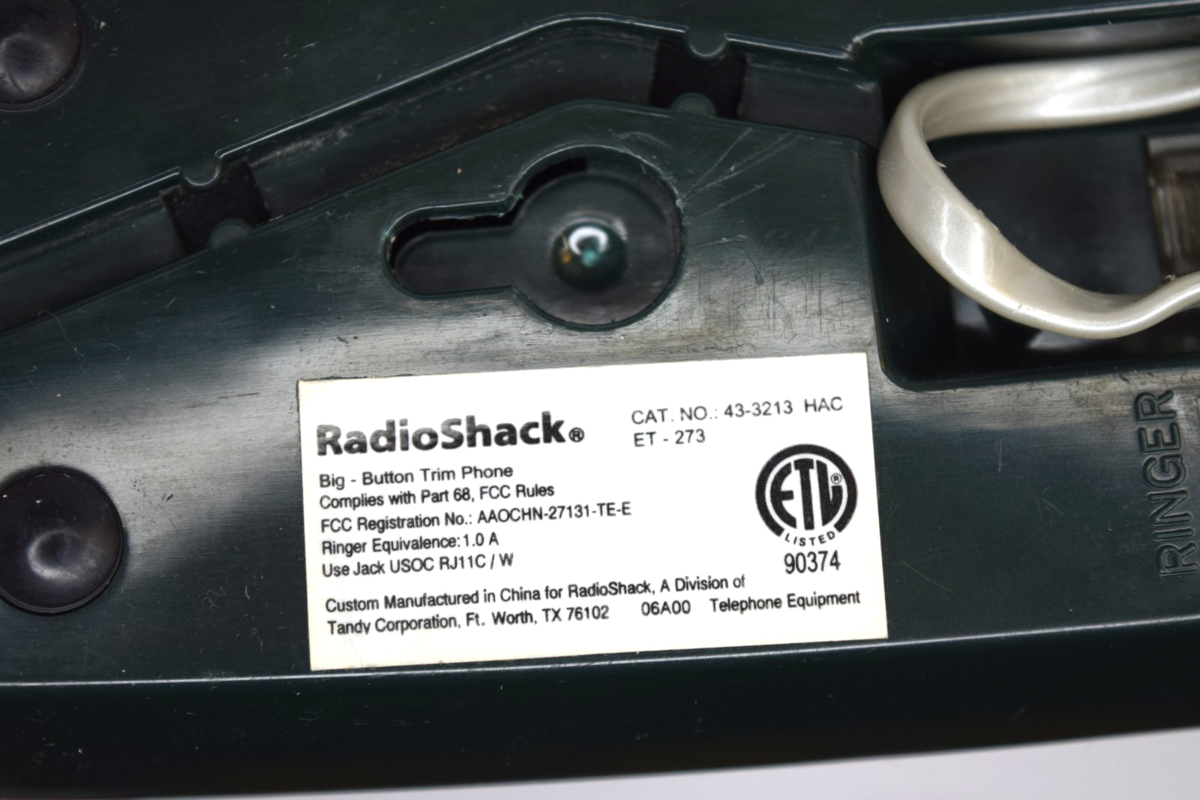 RadioShack®
CAT. NO.: 43-3213 HAC
ET - 273
Big - Button Trim Phone
Complies with Part 68, FCC Rules
FCC Registration No.: AAOCHN-27131-TE-E
Ringer Equivalence: 1.0 A
Use Jack USOC RJ11C / W
ETL®
LISTED
90374
Custom Manufactured in China for RadioShack, A Division of
Tandy Corporation, Ft. Worth, TX 76102 06A00 Telephone Equipment
RINGER